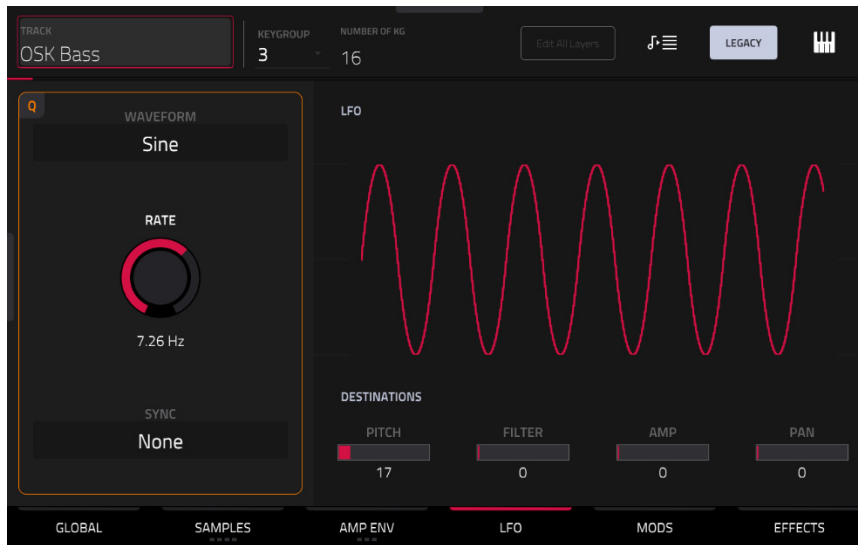 TRACK
OSK Bass
KEYGROUP
3
NUMBER OF KG
16
Edit All Layers
LEGACY
Q
WAVEFORM
Sine
RATE
7.26 Hz
SYNC
None
LFO
DESTINATIONS
PITCH FILTER AMP PAN
17 0 0 0
GLOBAL SAMPLES AMP ENV LFO MODS EFFECTS